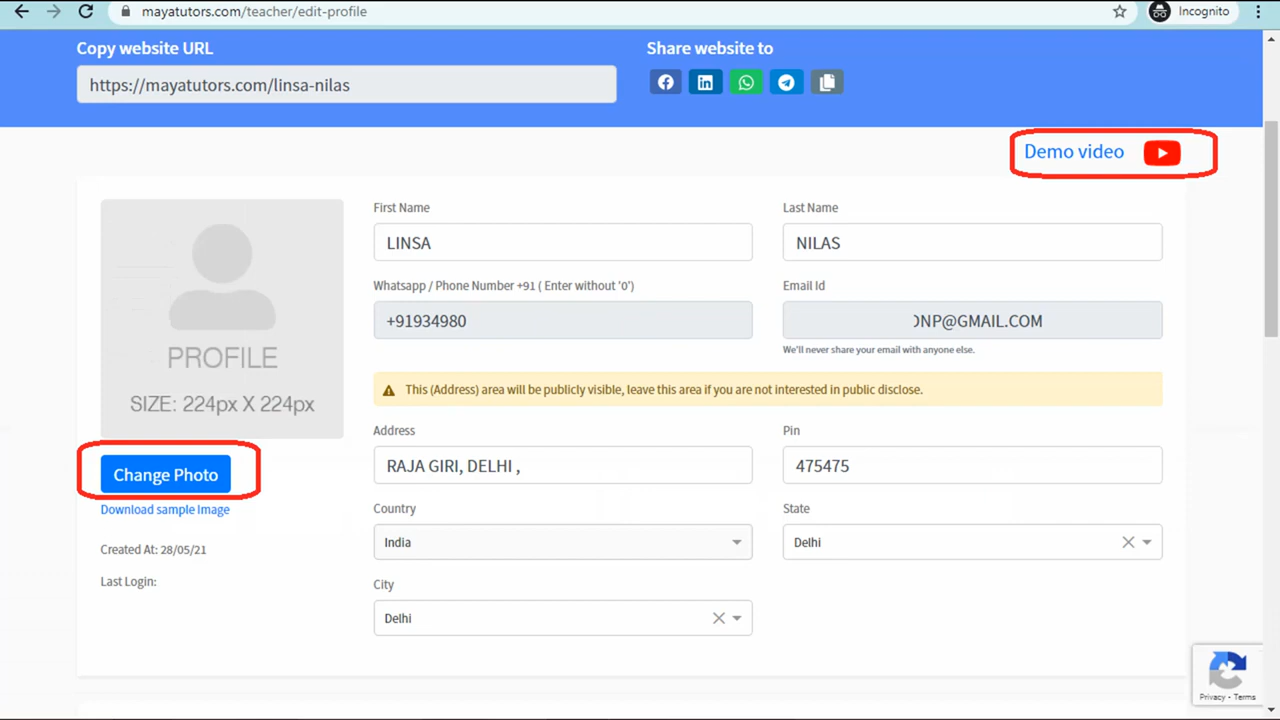 mayatutors.com/teacher/edit-profile
Incognito
Copy website URL
Share website to
https://mayatutors.com/linsa-nilas
Demo video
PROFILE
SIZE: 224px X 224px
Change Photo
Download sample Image
Created At: 28/05/21
Last Login:
First Name
Last Name
LINSA
NILAS
Whatsapp / Phone Number +91 ( Enter without '0')
Email Id
+91934980
NP@GMAIL.COM
We'll never share your email with anyone else.
This (Address) area will be publicly visible, leave this area if you are not interested in public disclose.
Address
Pin
RAJA GIRI, DELHI ,
475475
Country
State
India
Delhi
City
Delhi
Privacy - Terms